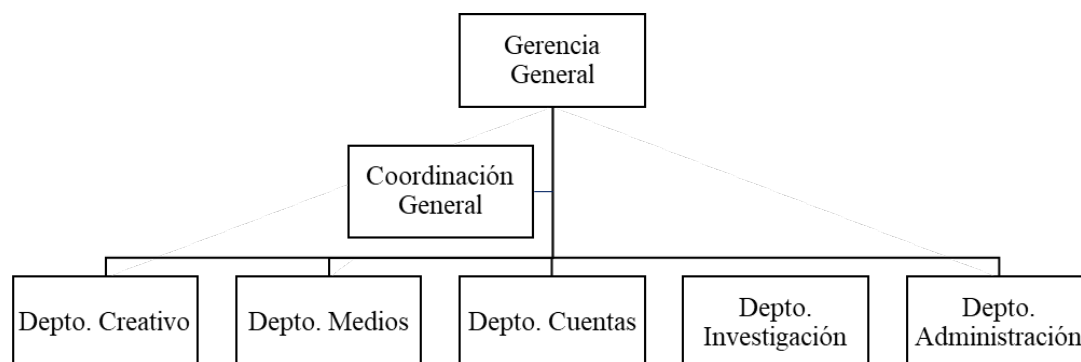 Gerencia
General
Coordinación
General
Depto. Creativo
Depto. Medios
Depto. Cuentas
Depto.
Investigación
Depto.
Administración